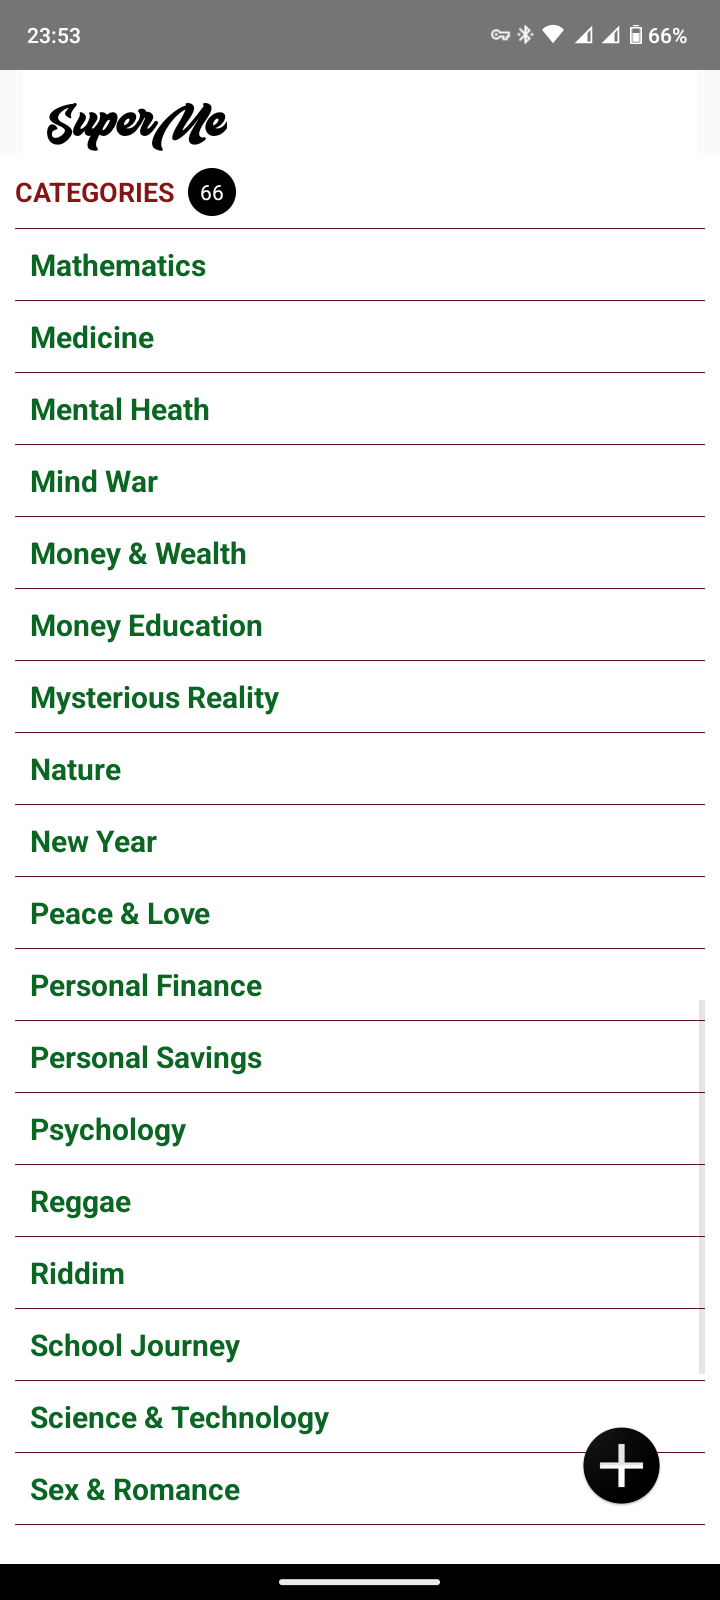 23:53
66%
SuperMe
CATEGORIES 66
Mathematics
Medicine
Mental Heath
Mind War
Money & Wealth
Money Education
Mysterious Reality
Nature
New Year
Peace & Love
Personal Finance
Personal Savings
Psychology
Reggae
Riddim
School Journey
Science & Technology
Sex & Romance